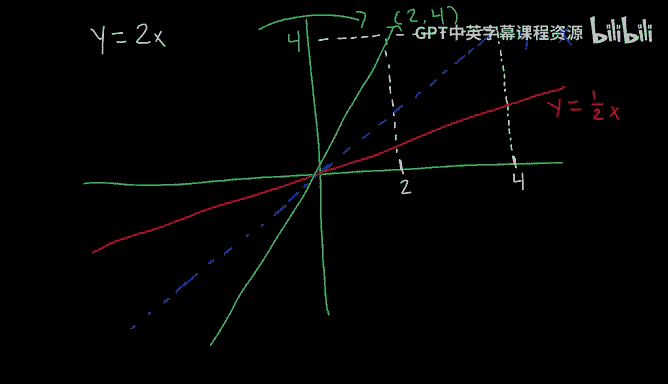 y = 2x
(2,4)
GPT中英字幕课程资源 bilibili
4
y = 1/2 x
2
4